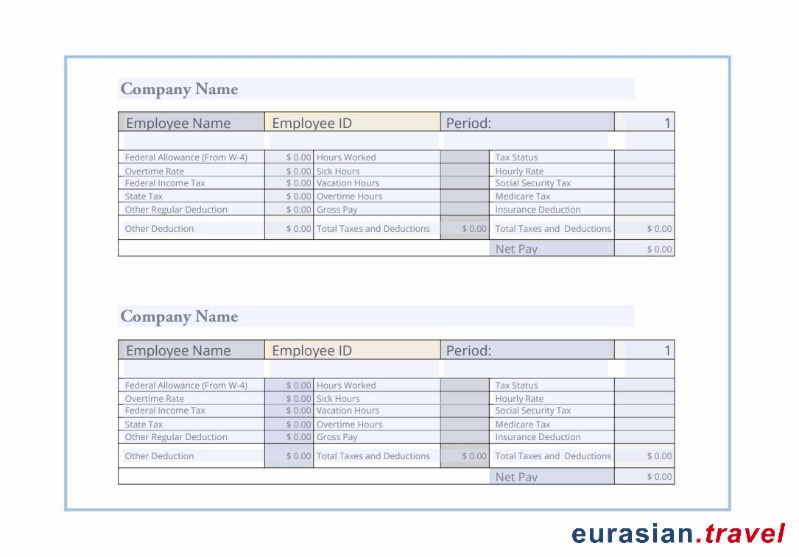 Company Name
Employee Name Employee ID Period: 1
Federal Allowance (From W-4) $ 0.00 Hours Worked Tax Status
Overtime Rate $ 0.00 Sick Hours Hourly Rate
Federal Income Tax $ 0.00 Vacation Hours Social Security Tax
State Tax $ 0.00 Overtime Hours Medicare Tax
Other Regular Deduction $ 0.00 Gross Pay Insurance Deduction
Other Deduction $ 0.00 Total Taxes and Deductions $ 0.00 Total Taxes and Deductions $ 0.00
Net Pay $ 0.00
Company Name
Employee Name Employee ID Period: 1
Federal Allowance (From W-4) $ 0.00 Hours Worked Tax Status
Overtime Rate $ 0.00 Sick Hours Hourly Rate
Federal Income Tax $ 0.00 Vacation Hours Social Security Tax
State Tax $ 0.00 Overtime Hours Medicare Tax
Other Regular Deduction $ 0.00 Gross Pay Insurance Deduction
Other Deduction $ 0.00 Total Taxes and Deductions $ 0.00 Total Taxes and Deductions $ 0.00
Net Pay $ 0.00
eurasian.travel